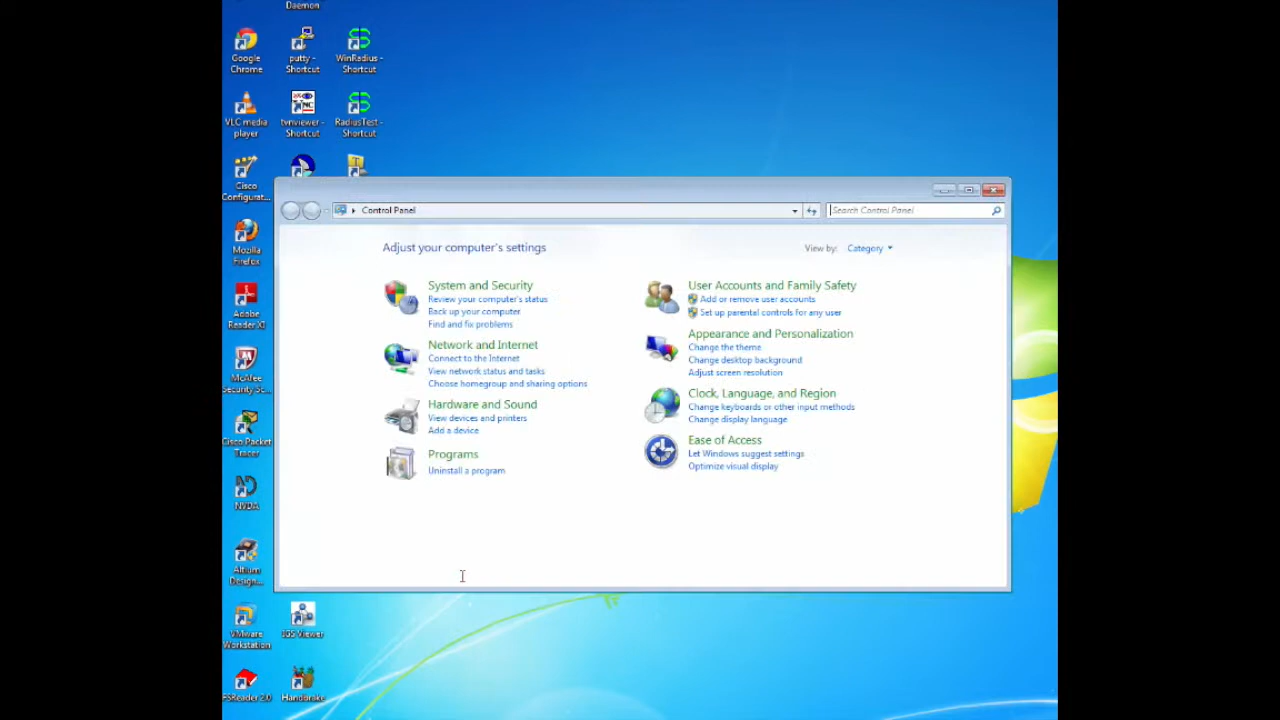 Daemon
Google
Chrome
putty -
Shortcut
WinRadius -
Shortcut
VLC media
player
tvnviewer -
Shortcut
RadiusTest -
Shortcut
Cisco
Configurat...
Mozilla
Firefox
Adobe
Reader XI
McAfee
Security Sc...
Cisco Packet
Tracer
NVDA
Altium
Design...
VMware
Workstation
Handbrake
Control Panel
Search Control Panel
Adjust your computer's settings
View by: Category
System and Security
Review your computer's status
Back up your computer
Find and fix problems
Network and Internet
Connect to the Internet
View network status and tasks
Choose homegroup and sharing options
Hardware and Sound
View devices and printers
Add a device
Programs
Uninstall a program
User Accounts and Family Safety
Add or remove user accounts
Set up parental controls for any user
Appearance and Personalization
Change the theme
Change desktop background
Adjust screen resolution
Clock, Language, and Region
Change keyboards or other input methods
Change display language
Ease of Access
Let Windows suggest settings
Optimize visual display